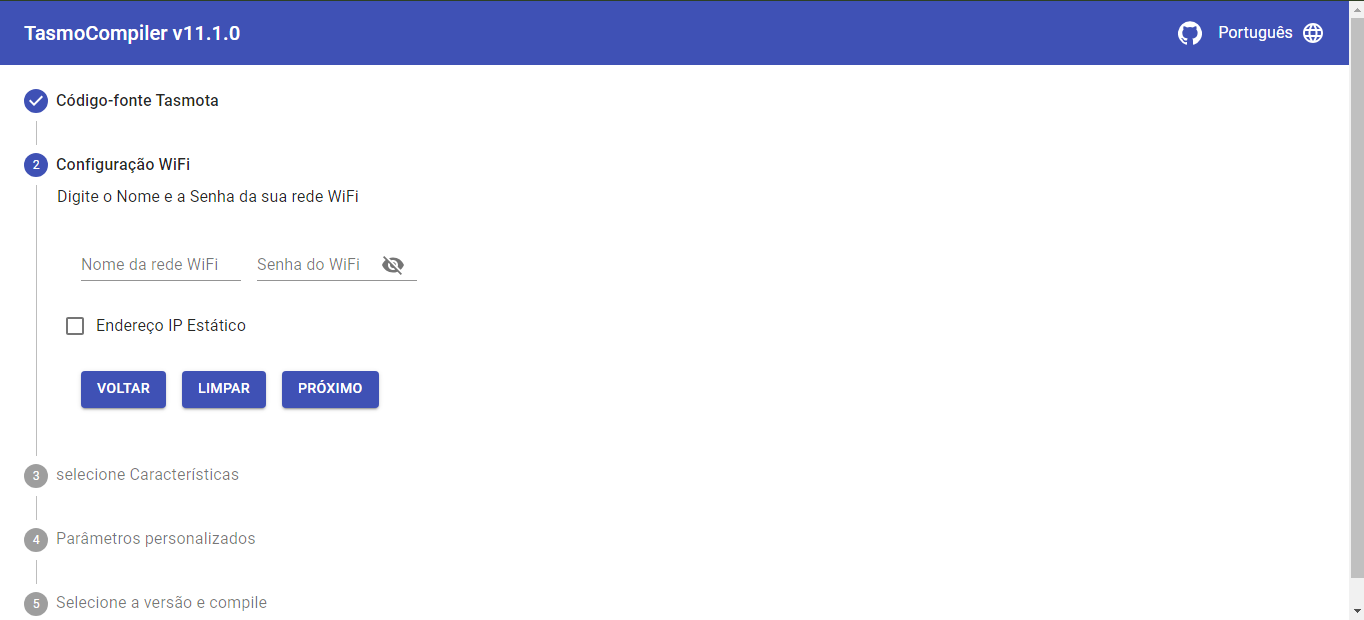 TasmoCompiler v11.1.0
Português
Código-fonte Tasmota
2 Configuração WiFi
Digite o Nome e a Senha da sua rede WiFi
Nome da rede WiFi Senha do WiFi
Endereço IP Estático
VOLTAR LIMPAR PRÓXIMO
3 selecione Características
4 Parâmetros personalizados
5 Selecione a versão e compile